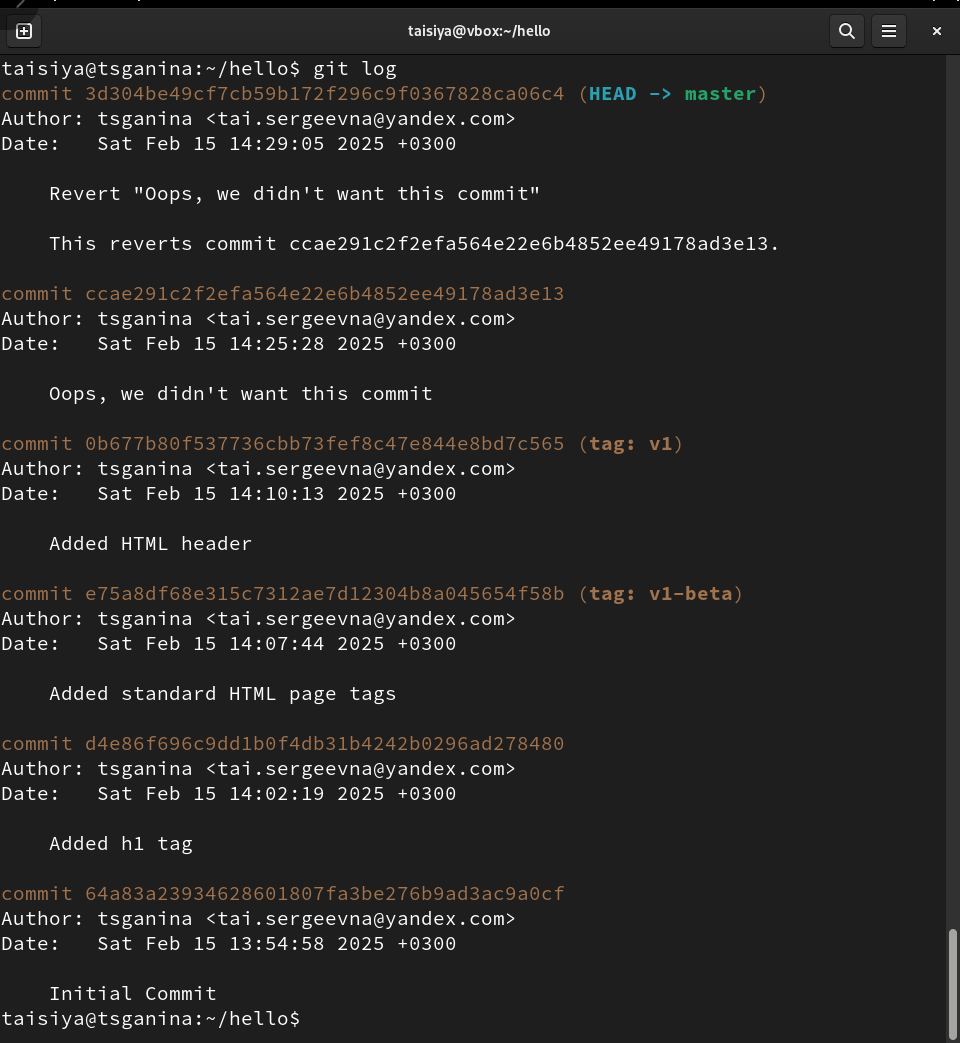 taisiya@vbox:~/hello
taisiya@tsganina:~/hello$ git log
commit 3d304be49cf7cb59b172f296c9f0367828ca06c4 (HEAD -> master)
Author: tsganina <tai.sergeevna@yandex.com>
Date:   Sat Feb 15 14:29:05 2025 +0300
    Revert "Oops, we didn't want this commit"
    This reverts commit ccae291c2f2efa564e22e6b4852ee49178ad3e13.
commit ccae291c2f2efa564e22e6b4852ee49178ad3e13
Author: tsganina <tai.sergeevna@yandex.com>
Date:   Sat Feb 15 14:25:28 2025 +0300
    Oops, we didn't want this commit
commit 0b677b80f537736cbb73fef8c47e844e8bd7c565 (tag: v1)
Author: tsganina <tai.sergeevna@yandex.com>
Date:   Sat Feb 15 14:10:13 2025 +0300
    Added HTML header
commit e75a8df68e315c7312ae7d12304b8a045654f58b (tag: v1-beta)
Author: tsganina <tai.sergeevna@yandex.com>
Date:   Sat Feb 15 14:07:44 2025 +0300
    Added standard HTML page tags
commit d4e86f696c9dd1b0f4db31b4242b0296ad278480
Author: tsganina <tai.sergeevna@yandex.com>
Date:   Sat Feb 15 14:02:19 2025 +0300
    Added h1 tag
commit 64a83a23934628601807fa3be276b9ad3ac9a0cf
Author: tsganina <tai.sergeevna@yandex.com>
Date:   Sat Feb 15 13:54:58 2025 +0300
    Initial Commit
taisiya@tsganina:~/hello$